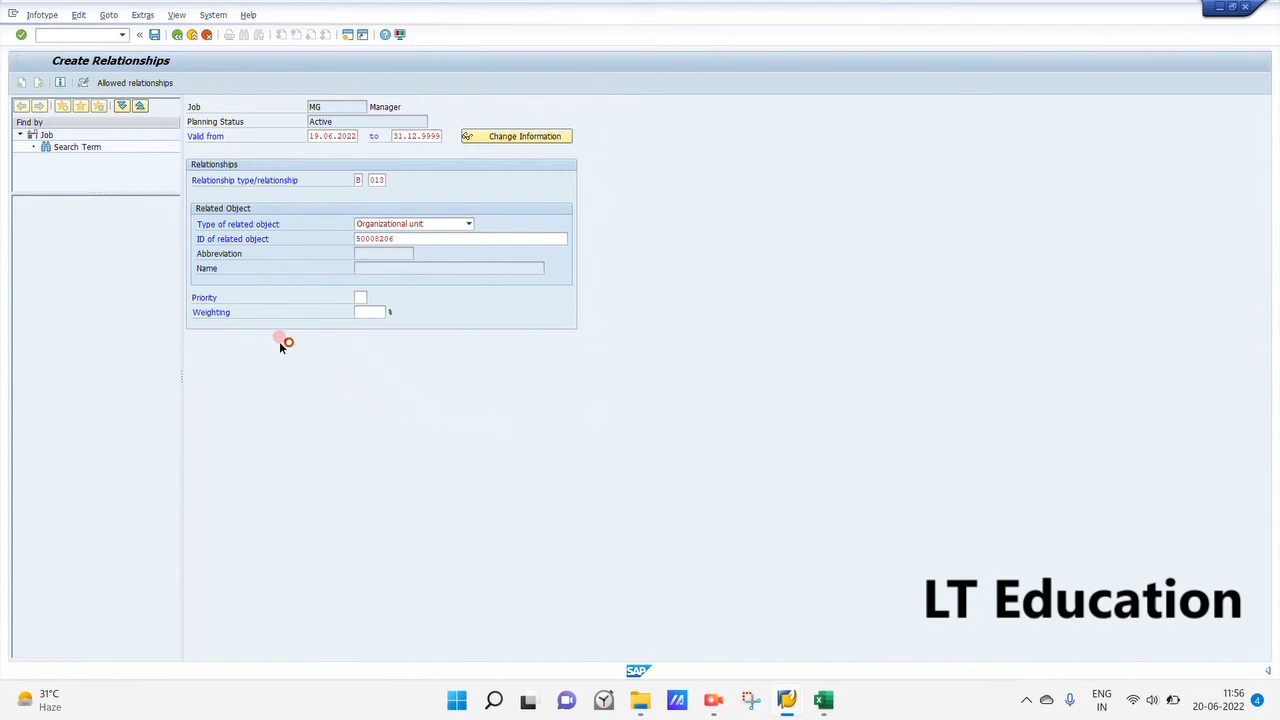 Infotype Edit Goto Extras View System Help
Create Relationships
Allowed relationships
Find by
Job
Search Term
Job MG Manager
Planning Status Active
Valid from 19.06.2022 to 31.12.9999 Change Information
Relationships
Relationship type/relationship B 013
Related Object
Type of related object Organizational unit
ID of related object 50008206
Abbreviation
Name
Priority
Weighting %
LT Education
SAP
31°C
Haze
ENG
IN
11:56
20-06-2022
4